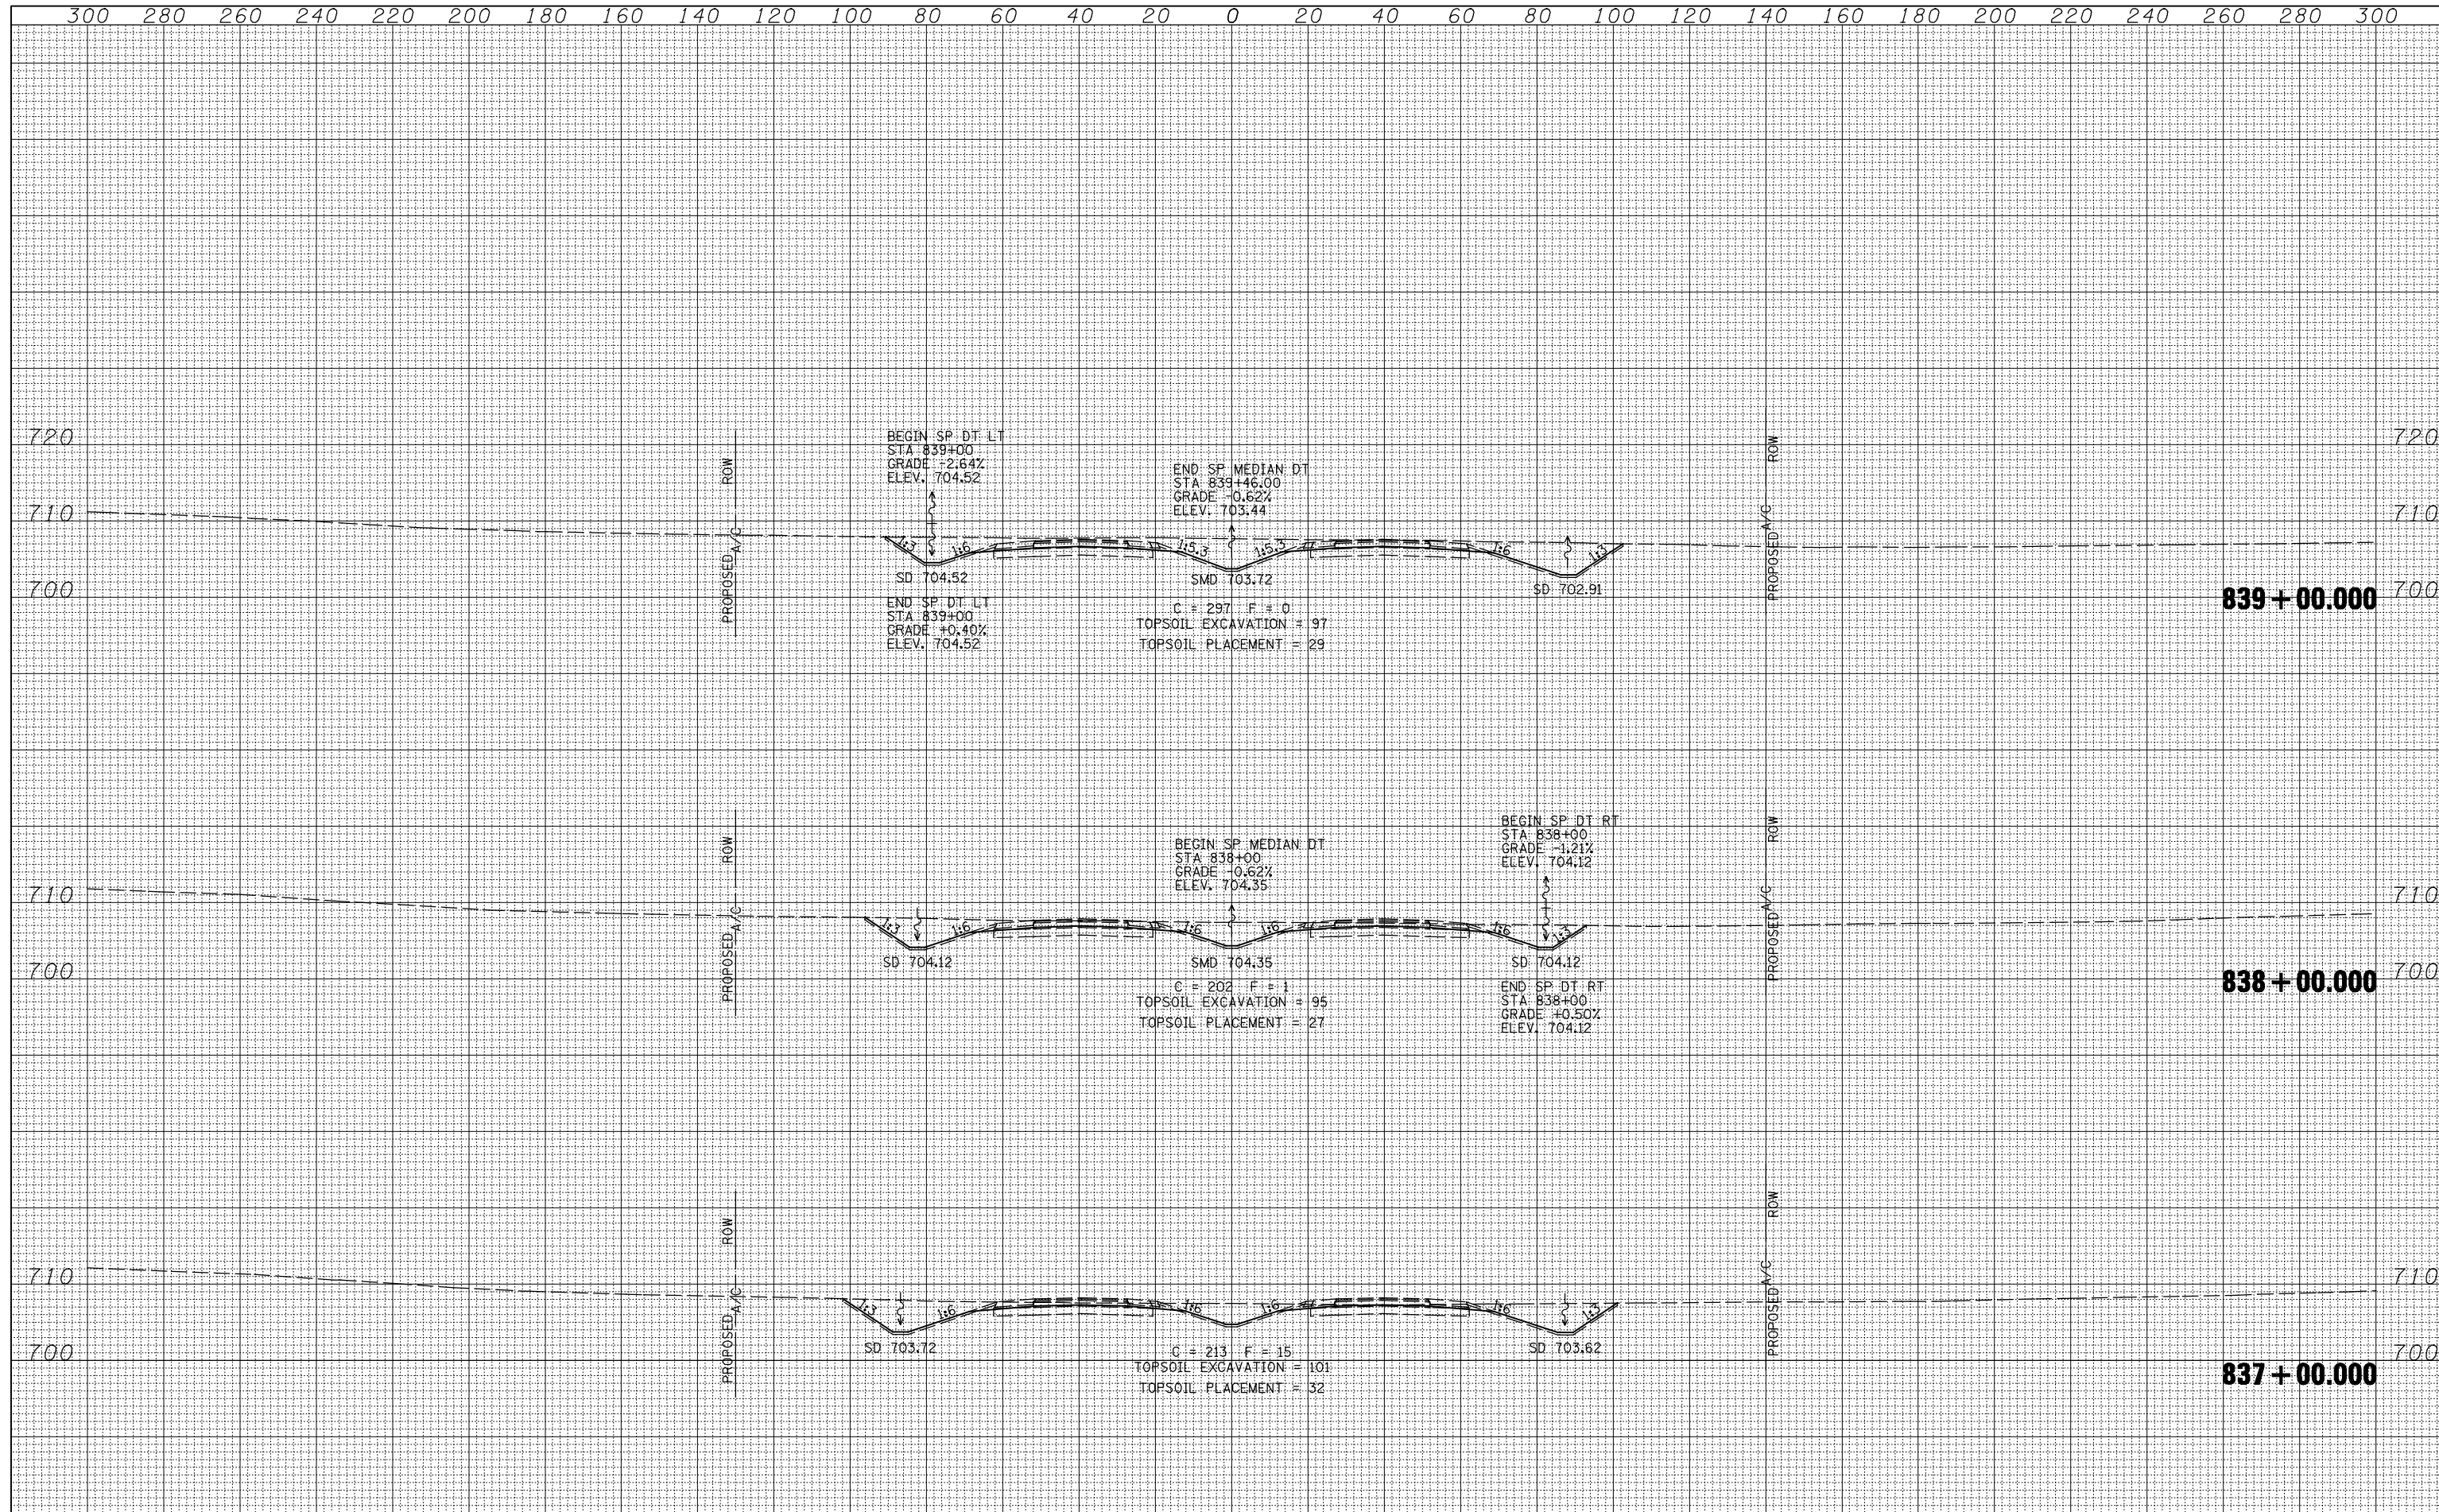 300 280 260 240 220 200 180 160 140 120 100 80 60 40 20 0 20 40 60 80 100 120 140 160 180 200 220 240 260 280 300
720 720
BEGIN SP DT LT
STA 839+00
GRADE -2.64%
ELEV. 704.52
END SP MEDIAN DT
STA 839+46.00
GRADE -0.62%
ELEV. 703.44
PROPOSED A/C ROW
PROPOSED A/C ROW
710 710
1:3 1:6 1:5.3 1:5.3 1:6 1:3
SD 704.52
SMD 703.72
SD 702.91
700 700
839+00.000
END SP DT LT
STA 839+00
GRADE +0.40%
ELEV. 704.52
C = 297 F = 0
TOPSOIL EXCAVATION = 97
TOPSOIL PLACEMENT = 29
BEGIN SP MEDIAN DT
STA 838+00
GRADE -0.62%
ELEV. 704.35
BEGIN SP DT RT
STA 838+00
GRADE -1.21%
ELEV. 704.12
PROPOSED A/C ROW
PROPOSED A/C ROW
710 710
1:3 1:6 1:6 1:6 1:6 1:3
SD 704.12
SMD 704.35
SD 704.12
700 700
838+00.000
C = 202 F = 1
TOPSOIL EXCAVATION = 95
TOPSOIL PLACEMENT = 27
END SP DT RT
STA 838+00
GRADE +0.50%
ELEV. 704.12
PROPOSED A/C ROW
PROPOSED A/C ROW
710 710
1:3 1:6 1:6 1:6 1:6 1:3
SD 703.72
SD 703.62
700 700
837+00.000
C = 213 F = 15
TOPSOIL EXCAVATION = 101
TOPSOIL PLACEMENT = 32